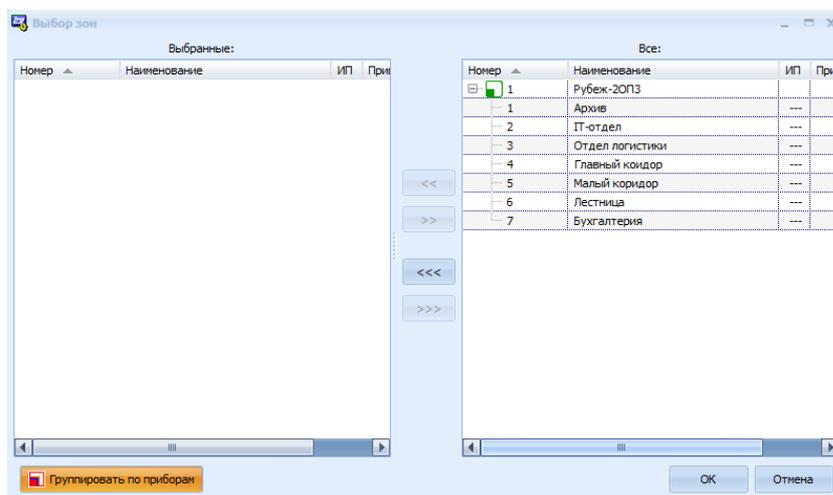 Выбор зон
Выбранные: Все:
Номер Наименование ИП При Номер Наименование ИП При
1 Рубеж-2ОП3
1 Архив ---
2 IT-отдел ---
3 Отдел логистики ---
4 Главный коидор ---
<< 5 Малый коридор ---
6 Лестница ---
>> 7 Бухгалтерия ---
<<<
>>>
Группировать по приборам OK Отмена